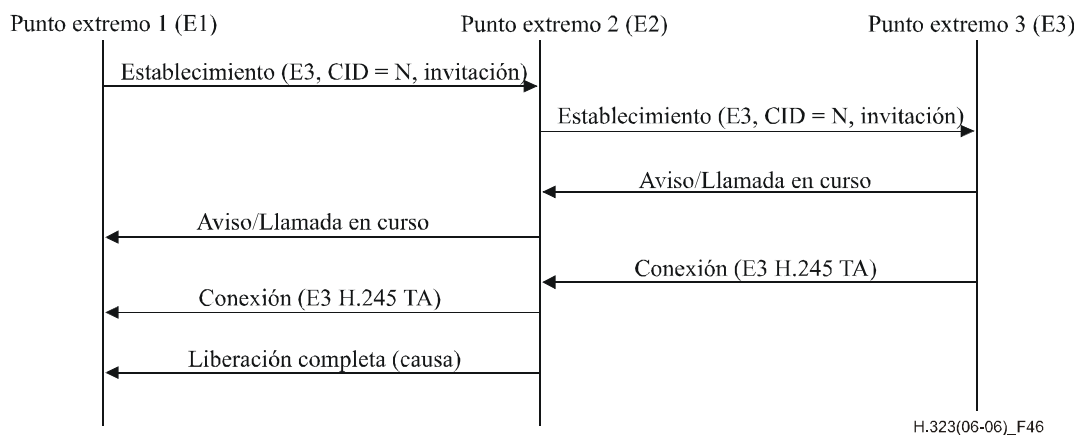 Punto extremo 1 (E1) Punto extremo 2 (E2) Punto extremo 3 (E3)
Establecimiento (E3, CID = N, invitación)
Establecimiento (E3, CID = N, invitación)
Aviso/Llamada en curso
Aviso/Llamada en curso
Conexión (E3 H.245 TA)
Conexión (E3 H.245 TA)
Liberación completa (causa)
H.323(06-06)_F46